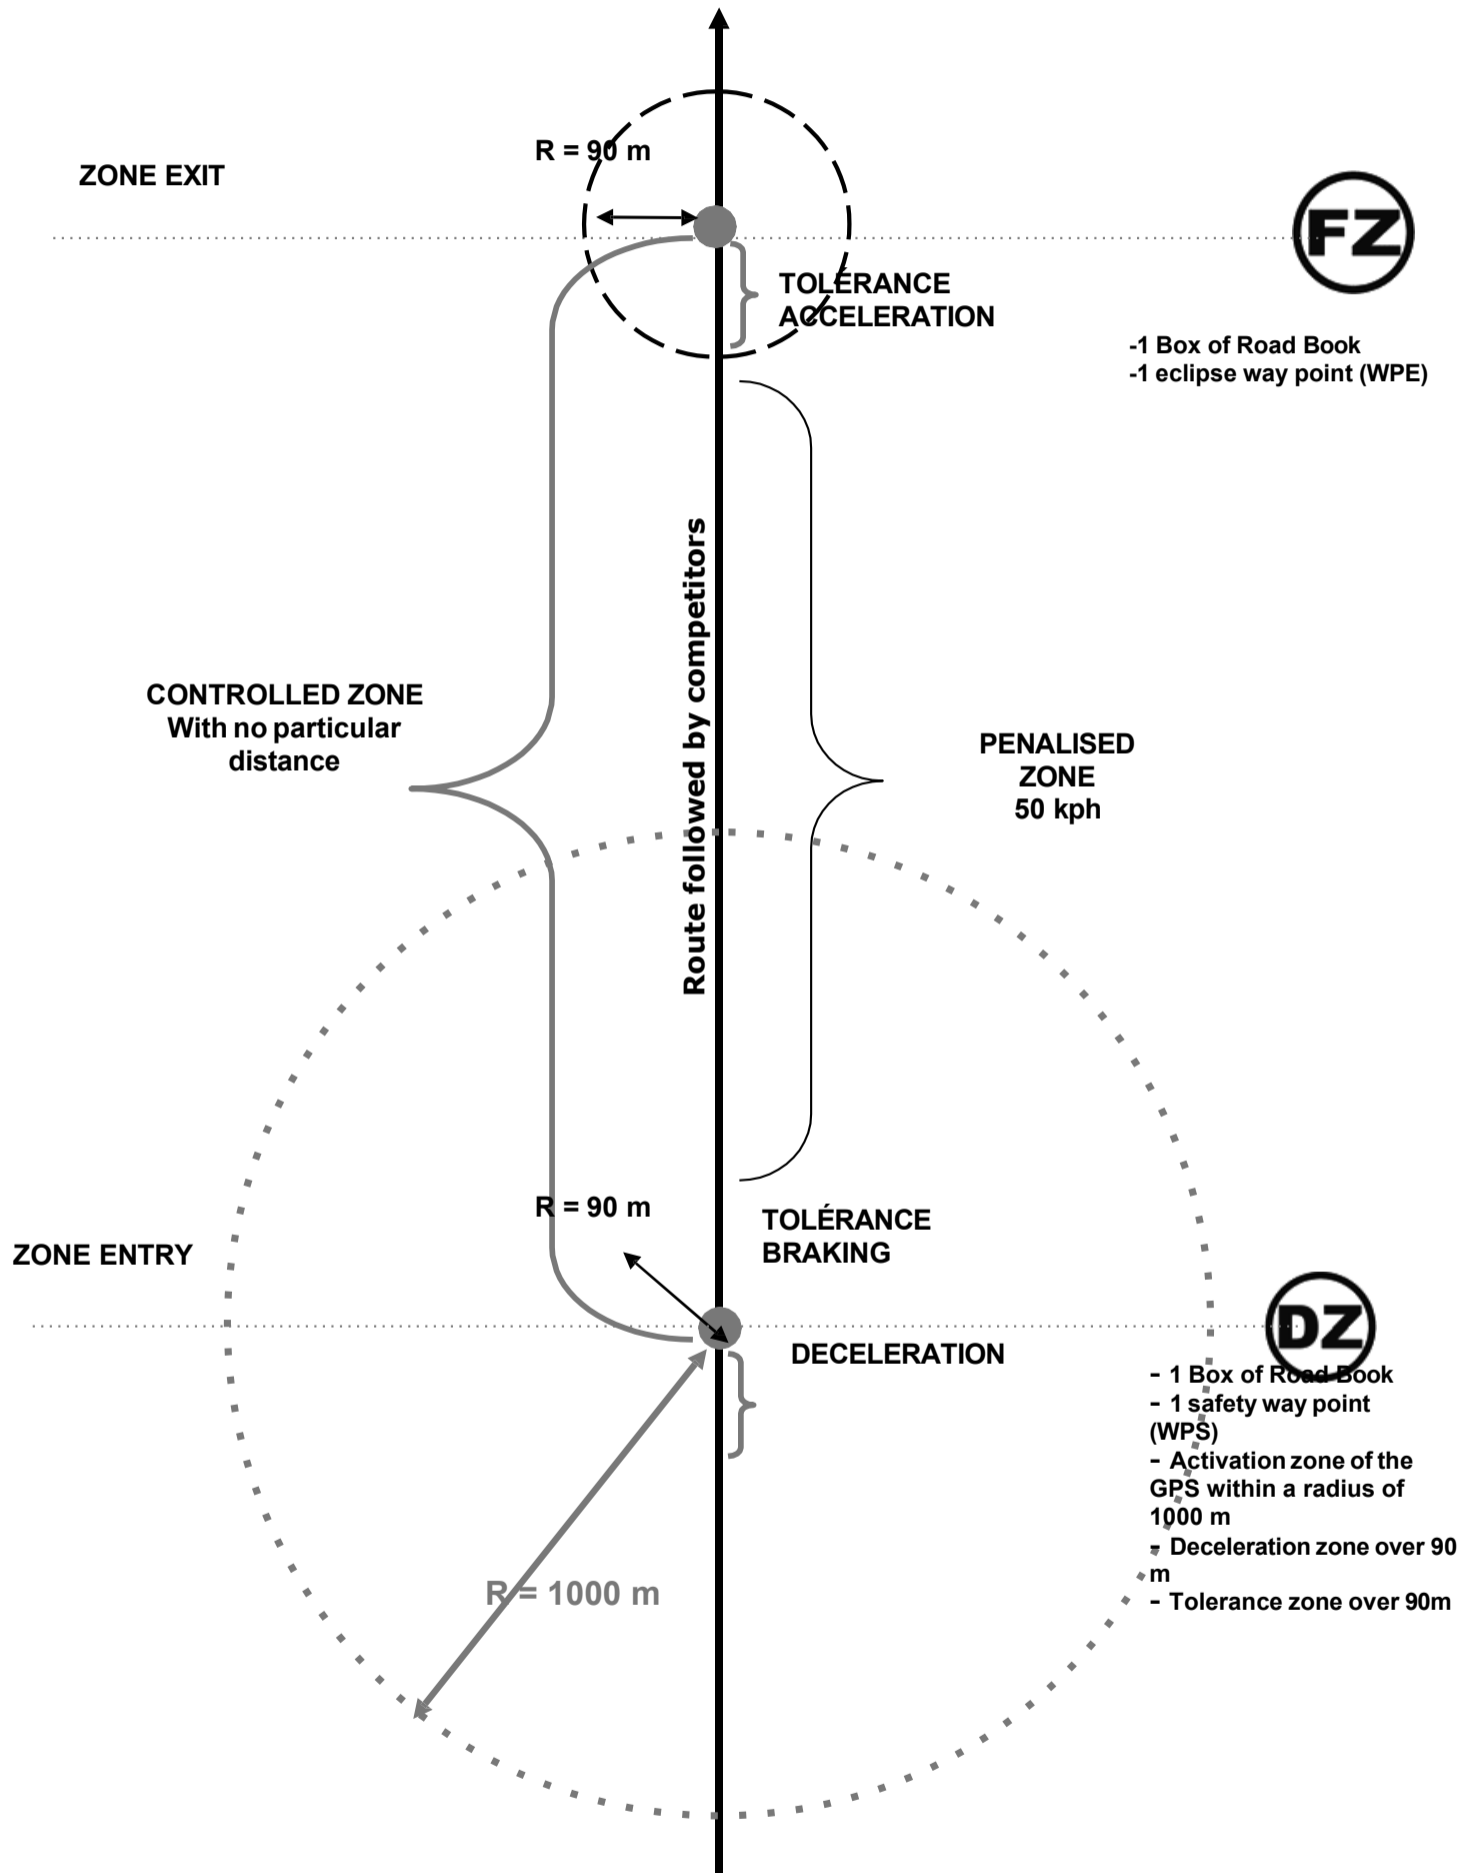 R = 90 m
ZONE EXIT
FZ
TOLÉRANCE
ACCELERATION
-1 Box of Road Book
-1 eclipse way point (WPE)
Route followed by competitors
CONTROLLED ZONE
With no particular
distance
PENALISED
ZONE
50 kph
R = 90 m
TOLÉRANCE
BRAKING
ZONE ENTRY
DZ
DECELERATION
- 1 Box of Road Book
- 1 safety way point
(WPS)
- Activation zone of the
GPS within a radius of
1000 m
- Deceleration zone over 90
m
- Tolerance zone over 90m
R = 1000 m